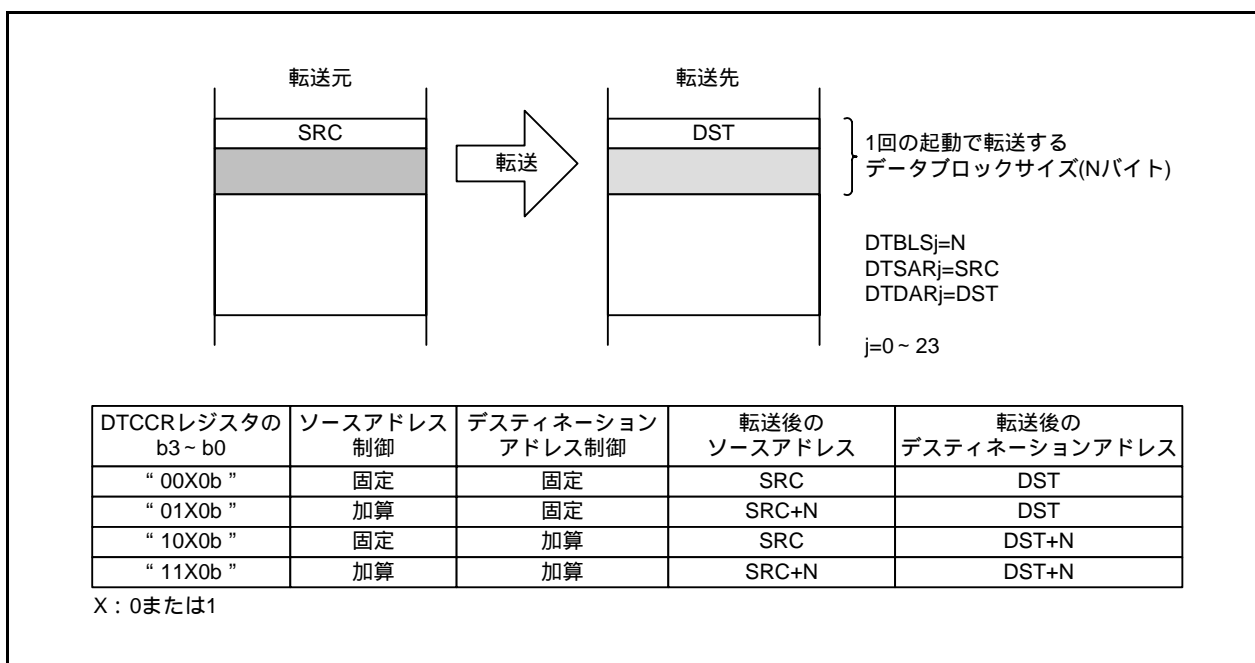 転送元
転送先
SRC
転送
DST
1回の起動で転送する
データブロックサイズ(Nバイト)
DTBLSj=N
DTSARj=SRC
DTDARj=DST
j=0~23
DTCCRレジスタの
b3~b0
ソースアドレス
制御
デスティネーション
アドレス制御
転送後の
ソースアドレス
転送後の
デスティネーションアドレス
“ 00X0b ” 固定 固定 SRC DST
“ 01X0b ” 加算 固定 SRC+N DST
“ 10X0b ” 固定 加算 SRC DST+N
“ 11X0b ” 加算 加算 SRC+N DST+N
X:0または1